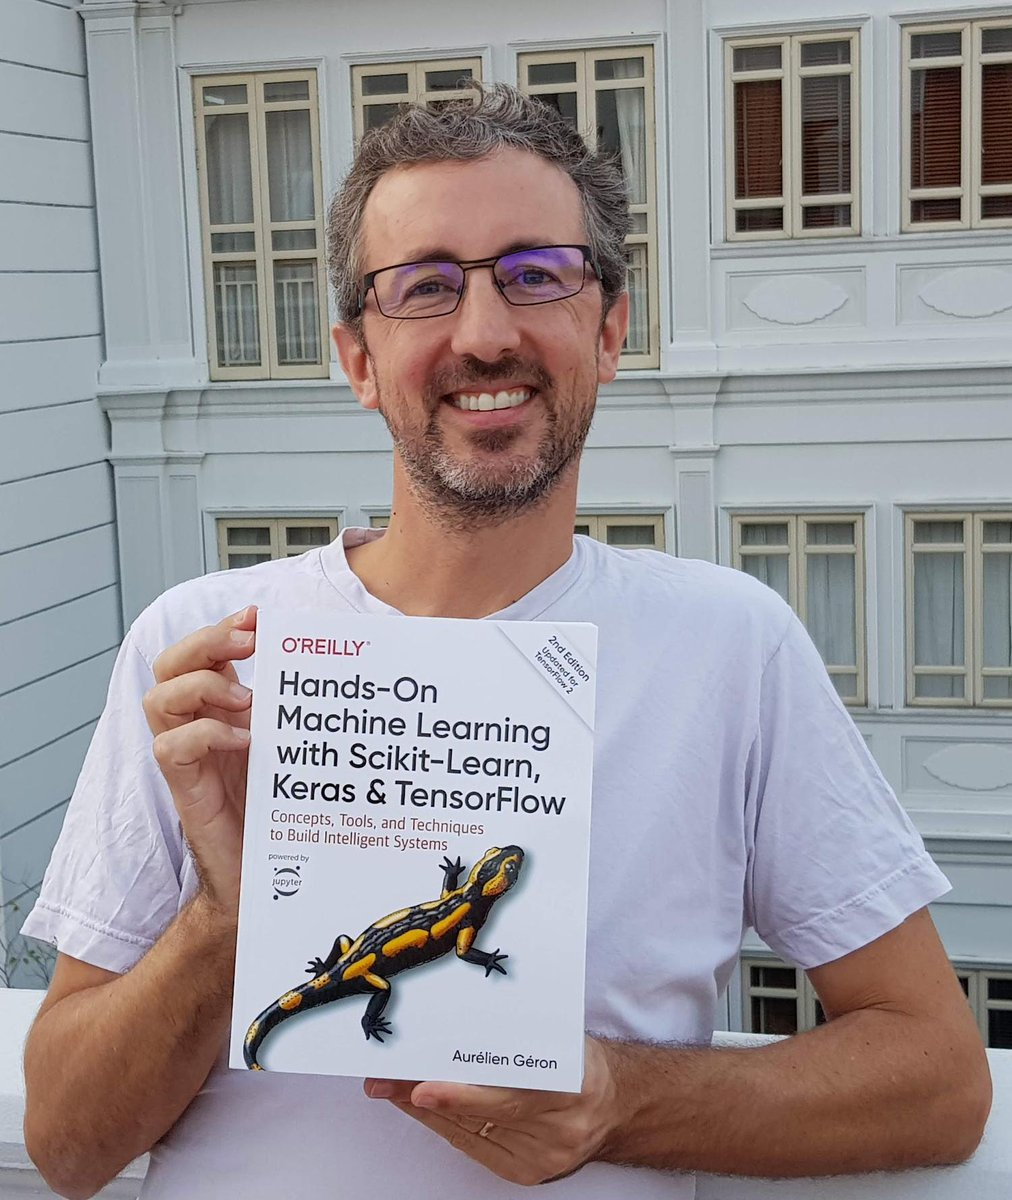 O'REILLY®
2nd Edition
Updated for
TensorFlow 2
Hands-On
Machine Learning
with Scikit-Learn,
Keras & TensorFlow
Concepts, Tools, and Techniques
to Build Intelligent Systems
powered by
jupyter
Aurélien Géron